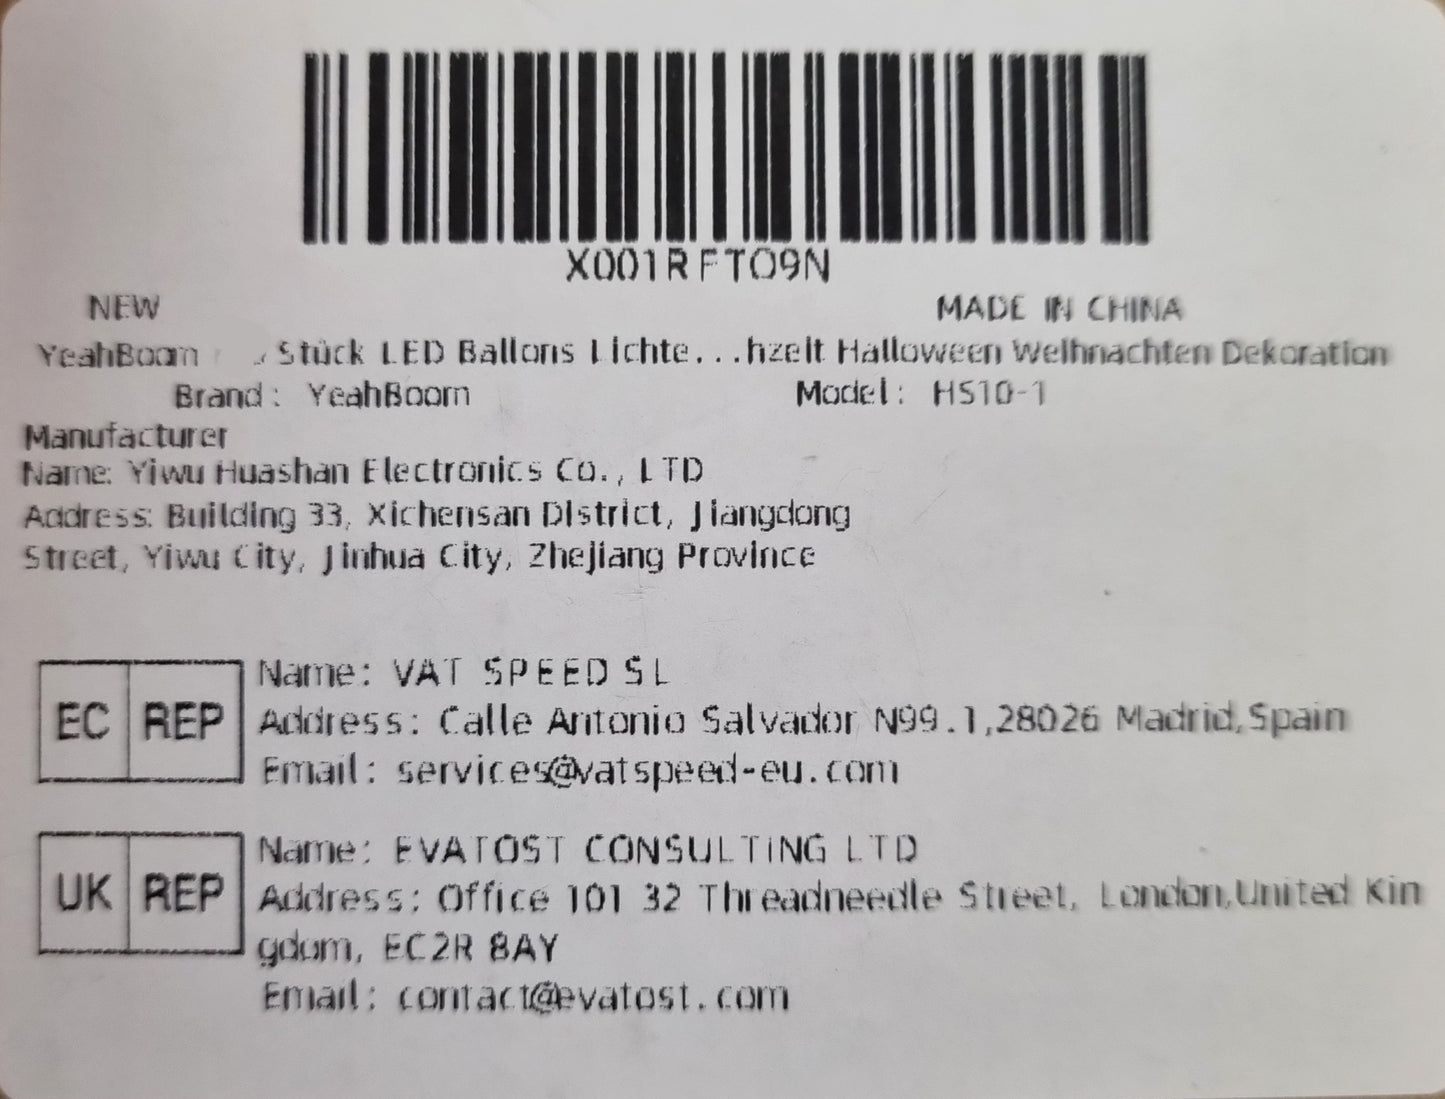 X001RFTO9N
NEW MADE IN CHINA
YeahBoom Stück LED Ballons Lichte...hzeit Halloween Weihnachten Dekoration
Brand: YeahBoom Model: HS10-1
Manufacturer
Name: Yiwu Huashan Electronics Co., LTD
Address: Building 33, Xichensan District, Jiangdong
Street, Yiwu City, Jinhua City, Zhejiang Province
EC REP
Name: VAT SPEED SL
Address: Calle Antonio Salvador N99.1,28026 Madrid,Spain
Email: services@vatspeed-eu.com
UK REP
Name: EVATOST CONSULTING LTD
Address: Office 101 32 Threadneedle Street, London,United Kin
gdom, EC2R 8AY
Email: contact@evatost.com